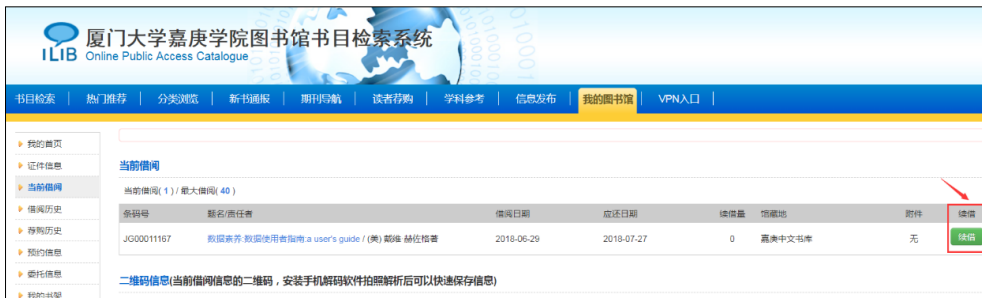 厦门大学嘉庚学院图书馆书目检索系统
ILIB Online Public Access Catalogue
书目检索 | 热门推荐 | 分类浏览 | 新书通报 | 期刊导航 | 读者荐购 | 学科参考 | 信息发布 | 我的图书馆 | VPN入口 |
我的首页
证件信息
当前借阅
借阅历史
荐购历史
预约信息
委托信息
我的书架
当前借阅
当前借阅( 1 ) / 最大借阅( 40 )
条码号 题名/责任者 借阅日期 应还日期 续借量 馆藏地 附件 续借
JG00011167 数据素养:数据使用者指南:a user's guide / (美) 戴维·赫佐格著 2018-06-29 2018-07-27 0 嘉庚中文书库 无 续借
二维码信息(当前借阅信息的二维码，安装手机解码软件拍照解析后可以快速保存信息)